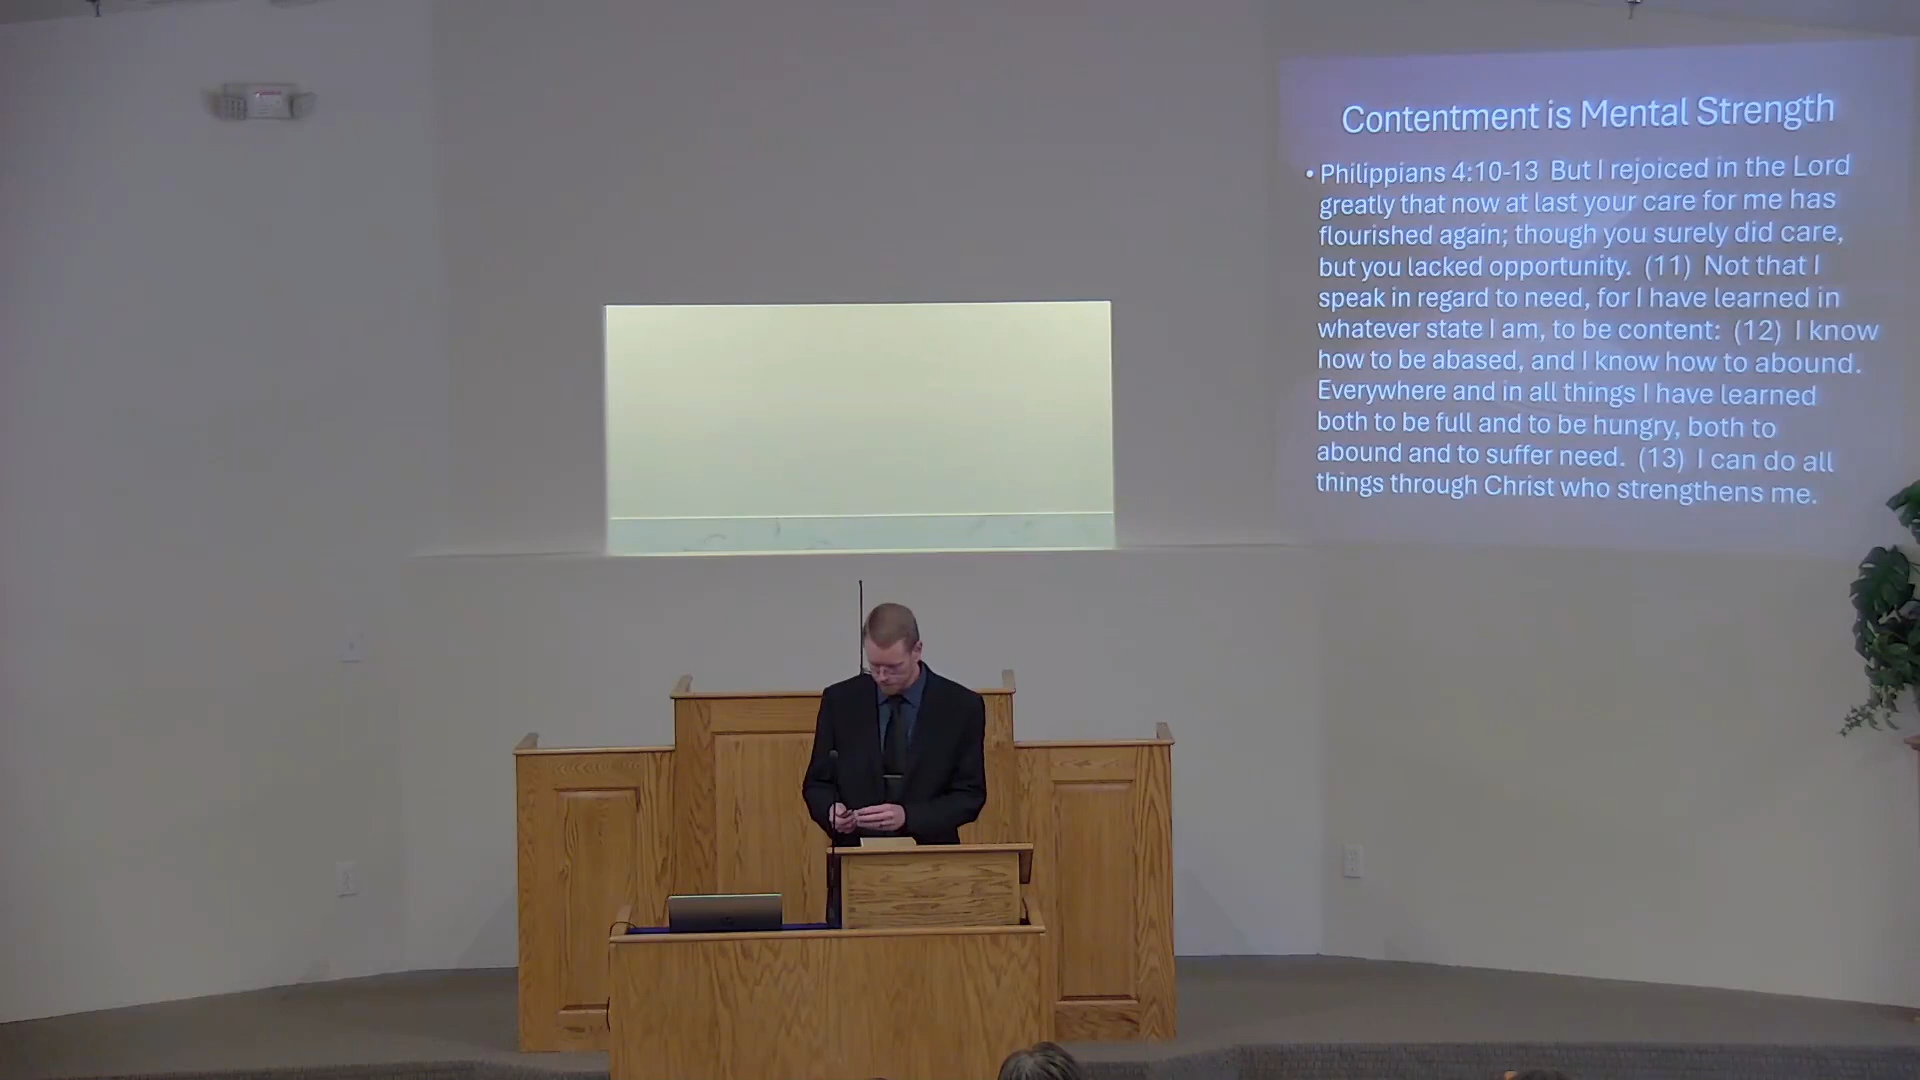 Contentment is Mental Strength
• Philippians 4:10-13 But I rejoiced in the Lord
greatly that now at last your care for me has
flourished again; though you surely did care,
but you lacked opportunity. (11) Not that I
speak in regard to need, for I have learned in
whatever state I am, to be content: (12) I know
how to be abased, and I know how to abound.
Everywhere and in all things I have learned
both to be full and to be hungry, both to
abound and to suffer need. (13) I can do all
things through Christ who strengthens me.